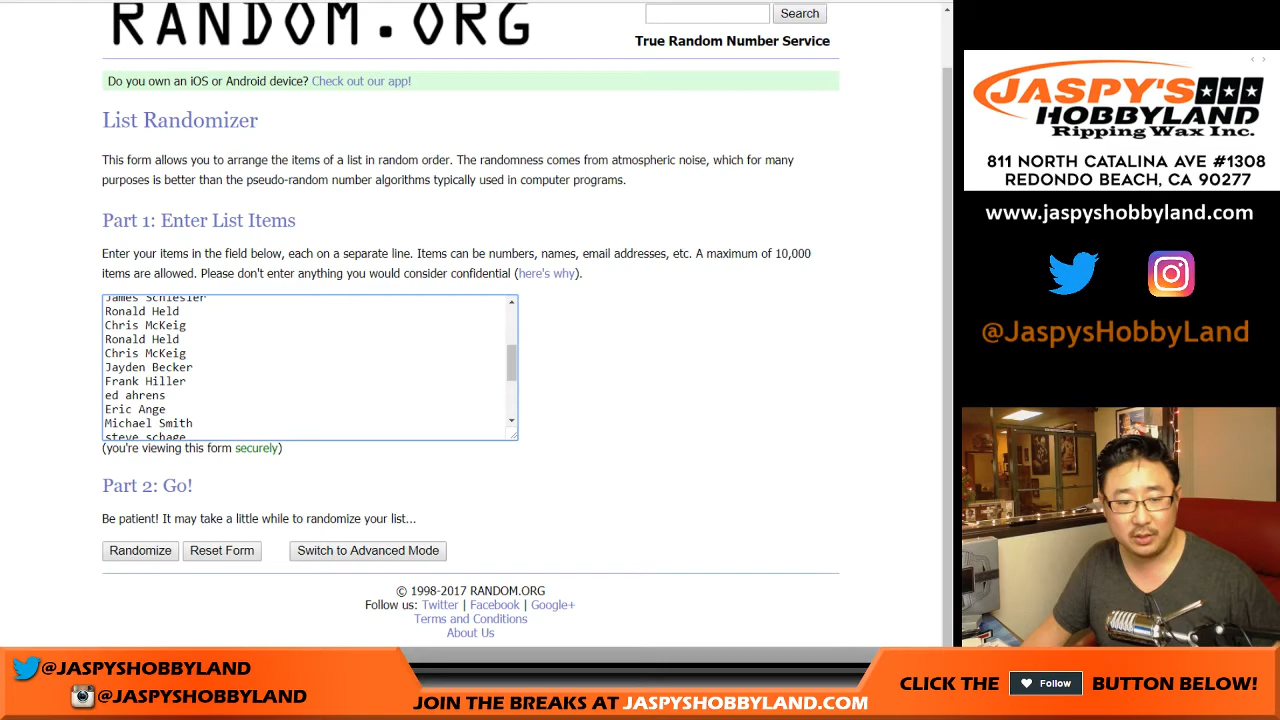 RANDOM.ORG
Search
True Random Number Service
Do you own an iOS or Android device? Check out our app!
List Randomizer
This form allows you to arrange the items of a list in random order. The randomness comes from atmospheric noise, which for many
purposes is better than the pseudo-random number algorithms typically used in computer programs.
Part 1: Enter List Items
Enter your items in the field below, each on a separate line. Items can be numbers, names, email addresses, etc. A maximum of 10,000
items are allowed. Please don't enter anything you would consider confidential (here's why).
James Schiesler
Ronald Held
Chris McKeig
Ronald Held
Chris McKeig
Jayden Becker
Frank Hiller
ed ahrens
Eric Ange
Michael Smith
steve schage
(you're viewing this form securely)
Part 2: Go!
Be patient! It may take a little while to randomize your list...
Randomize Reset Form Switch to Advanced Mode
© 1998-2017 RANDOM.ORG
Follow us: Twitter | Facebook | Google+
Terms and Conditions
About Us
JASPY'S
HOBBYLAND
Ripping Wax Inc.
811 NORTH CATALINA AVE #1308
REDONDO BEACH, CA 90277
www.jaspyshobbyland.com
@JaspysHobbyLand
@JASPYSHOBBYLAND
@JASPYSHOBBYLAND
JOIN THE BREAKS AT JASPYSHOBBYLAND.COM
CLICK THE Follow BUTTON BELOW!